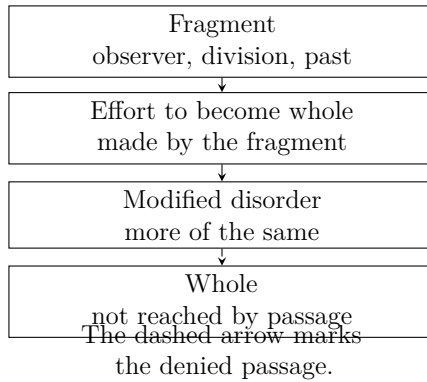 Fragment
observer, division, past
Effort to become whole
made by the fragment
Modified disorder
more of the same
Whole
not reached by passage
The dashed arrow marks
the denied passage.